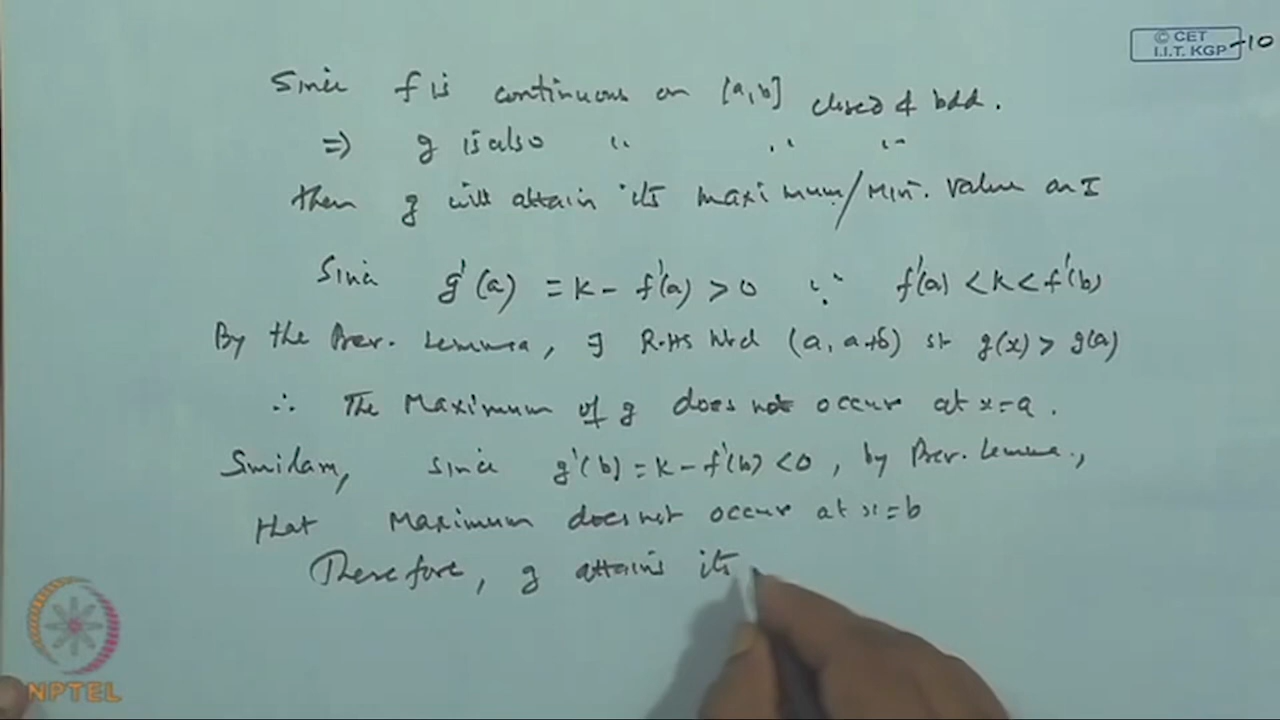 © CET
I.I.T. KGP
-10
Since f is continuous on [a,b] closed & bdd.
⇒ g is also " " "
then g will attain its maximum/Min. value on I
Since g'(a) = k - f'(a) > 0 ∵ f'(a) < k < f'(b)
By the Prev. Lemma, ∃ R.H.S Nbd (a, a+δ) st g(x) > g(a)
∴ The Maximum of g does not occur at x=a.
Similarly, since g'(b) = k - f'(b) < 0, by Prev. Lemma,
that Maximum does not occur at x=b
Therefore, g attains its
NPTEL